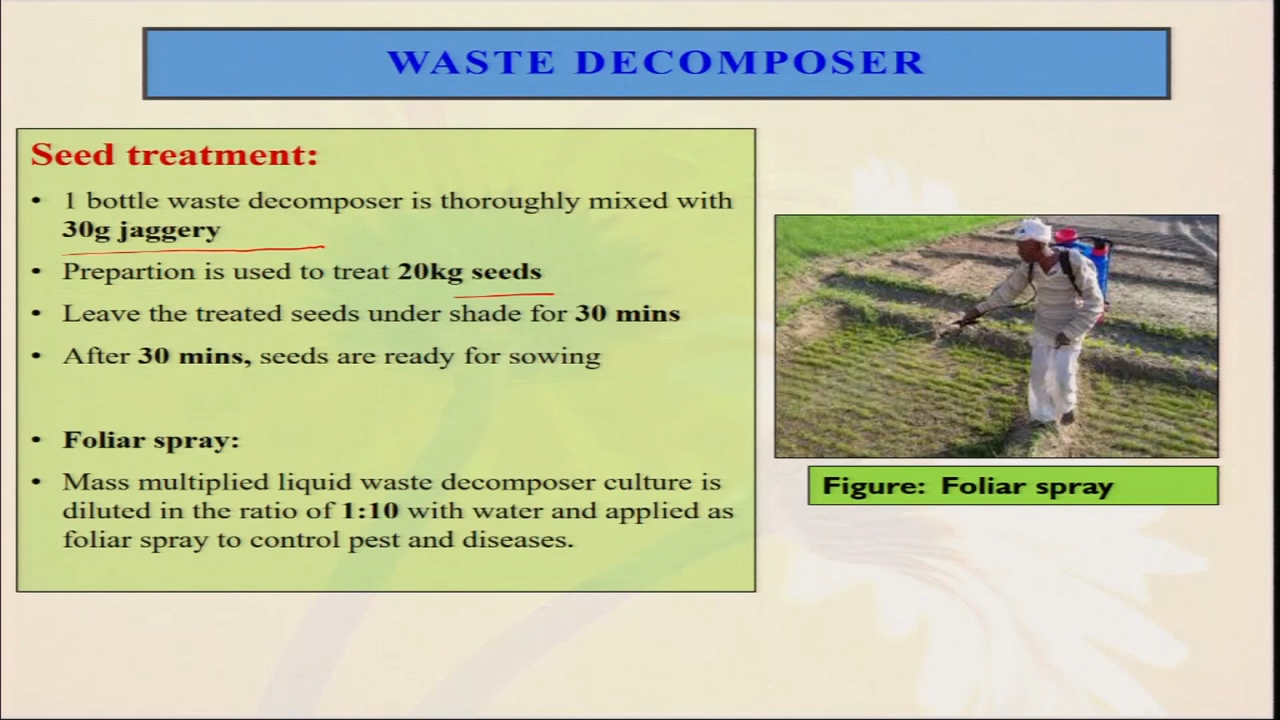 WASTE DECOMPOSER
Seed treatment:
• 1 bottle waste decomposer is thoroughly mixed with
30g jaggery
• Prepartion is used to treat 20kg seeds
• Leave the treated seeds under shade for 30 mins
• After 30 mins, seeds are ready for sowing
• Foliar spray:
• Mass multiplied liquid waste decomposer culture is
diluted in the ratio of 1:10 with water and applied as
foliar spray to control pest and diseases.
Figure: Foliar spray